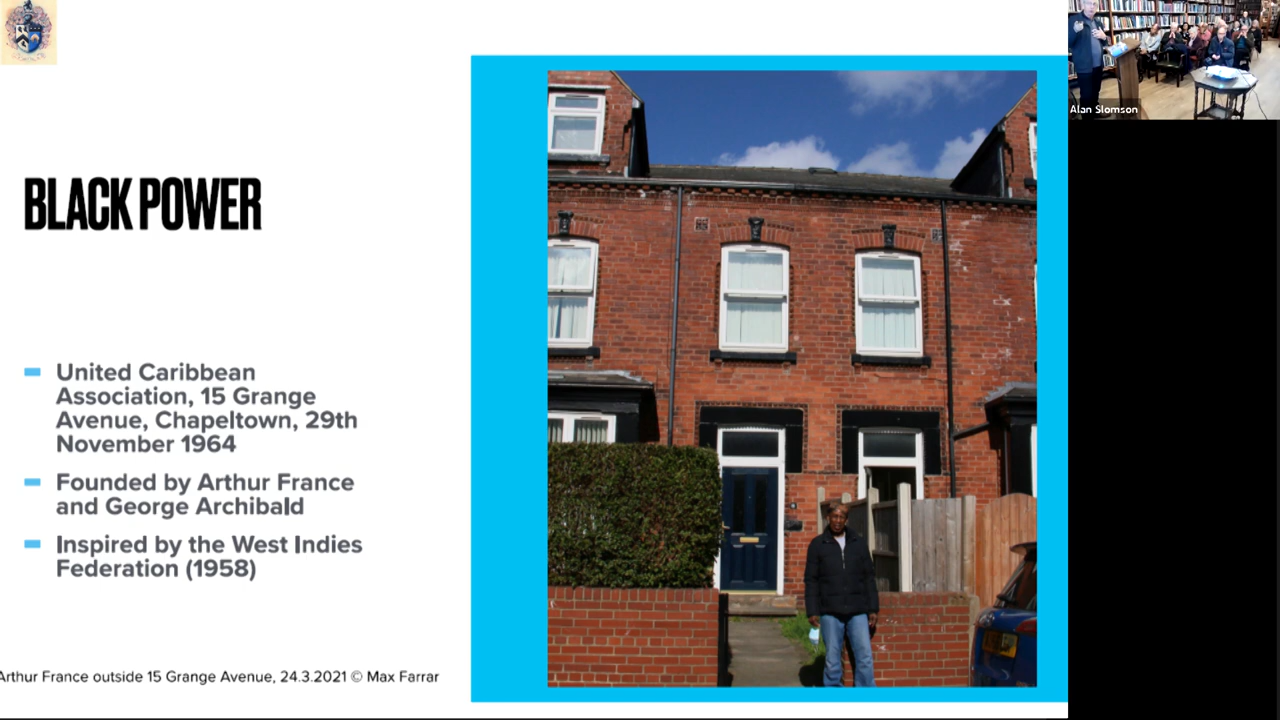 Alan Slomson
BLACK POWER
United Caribbean
Association, 15 Grange
Avenue, Chapeltown, 29th
November 1964
Founded by Arthur France
and George Archibald
Inspired by the West Indies
Federation (1958)
Arthur France outside 15 Grange Avenue, 24.3.2021 © Max Farrar